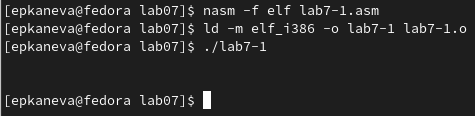 [epkaneva@fedora lab07]$ nasm -f elf lab7-1.asm
[epkaneva@fedora lab07]$ ld -m elf_i386 -o lab7-1 lab7-1.o
[epkaneva@fedora lab07]$ ./lab7-1
[epkaneva@fedora lab07]$